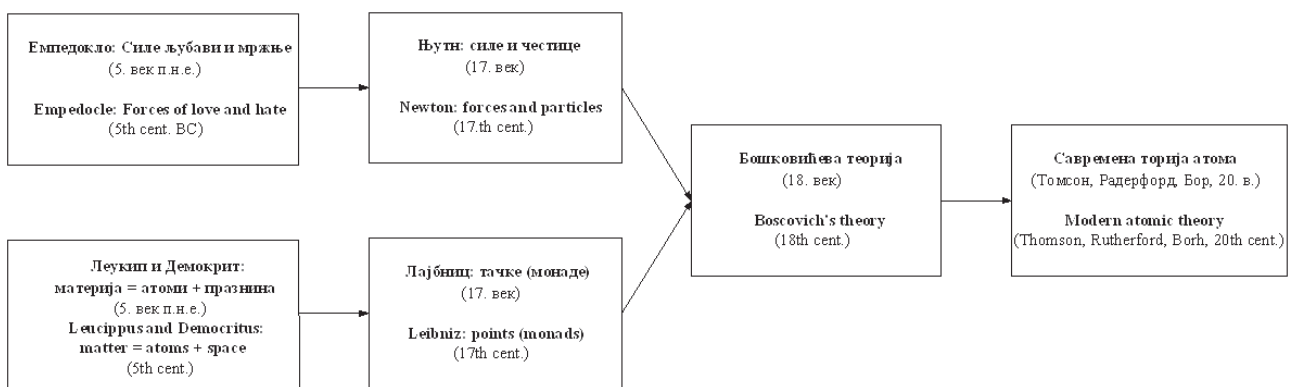 Емпедокло: Силе љубави и мржње
(5. век п.н.е.)
Empedocle: Forces of love and hate
(5th cent. BC)
Леукип и Демокрит:
материја = атоми + празнина
(5. век п.н.е.)
Leucippus and Democritus:
matter = atoms + space
(5th cent.)
Њутн: силе и честице
(17. век)
Newton: forces and particles
(17.th cent.)
Лајбниц: тачке (монаде)
(17. век)
Leibniz: points (monads)
(17th cent.)
Бошковићева теорија
(18. век)
Boscovich's theory
(18th cent.)
Савремена торија атома
(Томсон, Радерфорд, Бор, 20. в.)
Modern atomic theory
(Thomson, Rutherford, Borh, 20th cent.)